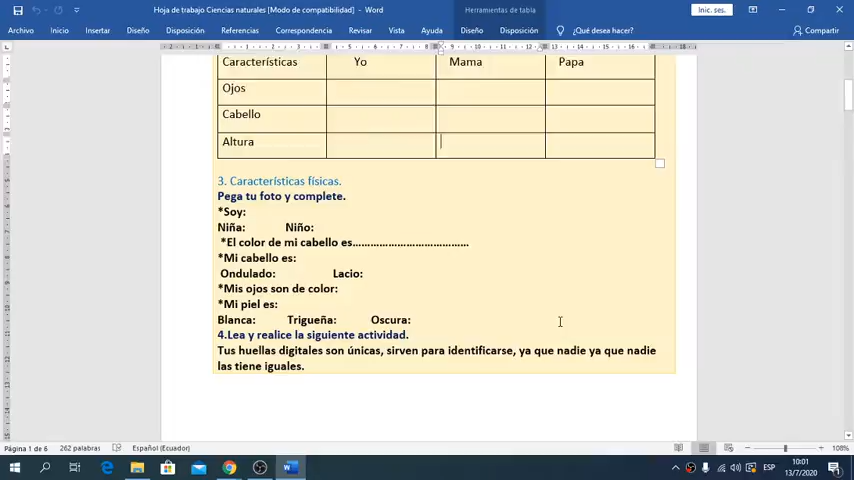 Hoja de trabajo Ciencias naturales [Modo de compatibilidad] - Word
Herramientas de tabla
Inic. ses.
Archivo Inicio Insertar Diseño Disposición Referencias Correspondencia Revisar Vista Ayuda Diseño Disposición ¿Qué desea hacer? Compartir
Características Yo Mama Papa
Ojos
Cabello
Altura
3. Características físicas.
Pega tu foto y complete.
*Soy:
Niña: Niño:
*El color de mi cabello es.......................................
*Mi cabello es:
Ondulado: Lacio:
*Mis ojos son de color:
*Mi piel es:
Blanca: Trigueña: Oscura:
4.Lea y realice la siguiente actividad.
Tus huellas digitales son únicas, sirven para identificarse, ya que nadie ya que nadie
las tiene iguales.
Página 1 de 6 262 palabras Español (Ecuador) 108%
ESP
10:01
13/7/2020